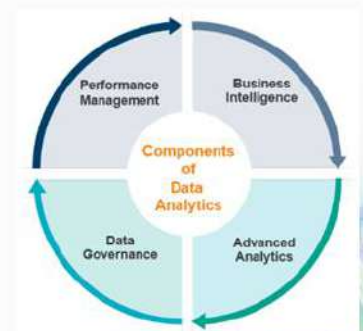 Performance
Management
Business
Intelligence
Components
of
Data
Analytics
Data
Governance
Advanced
Analytics